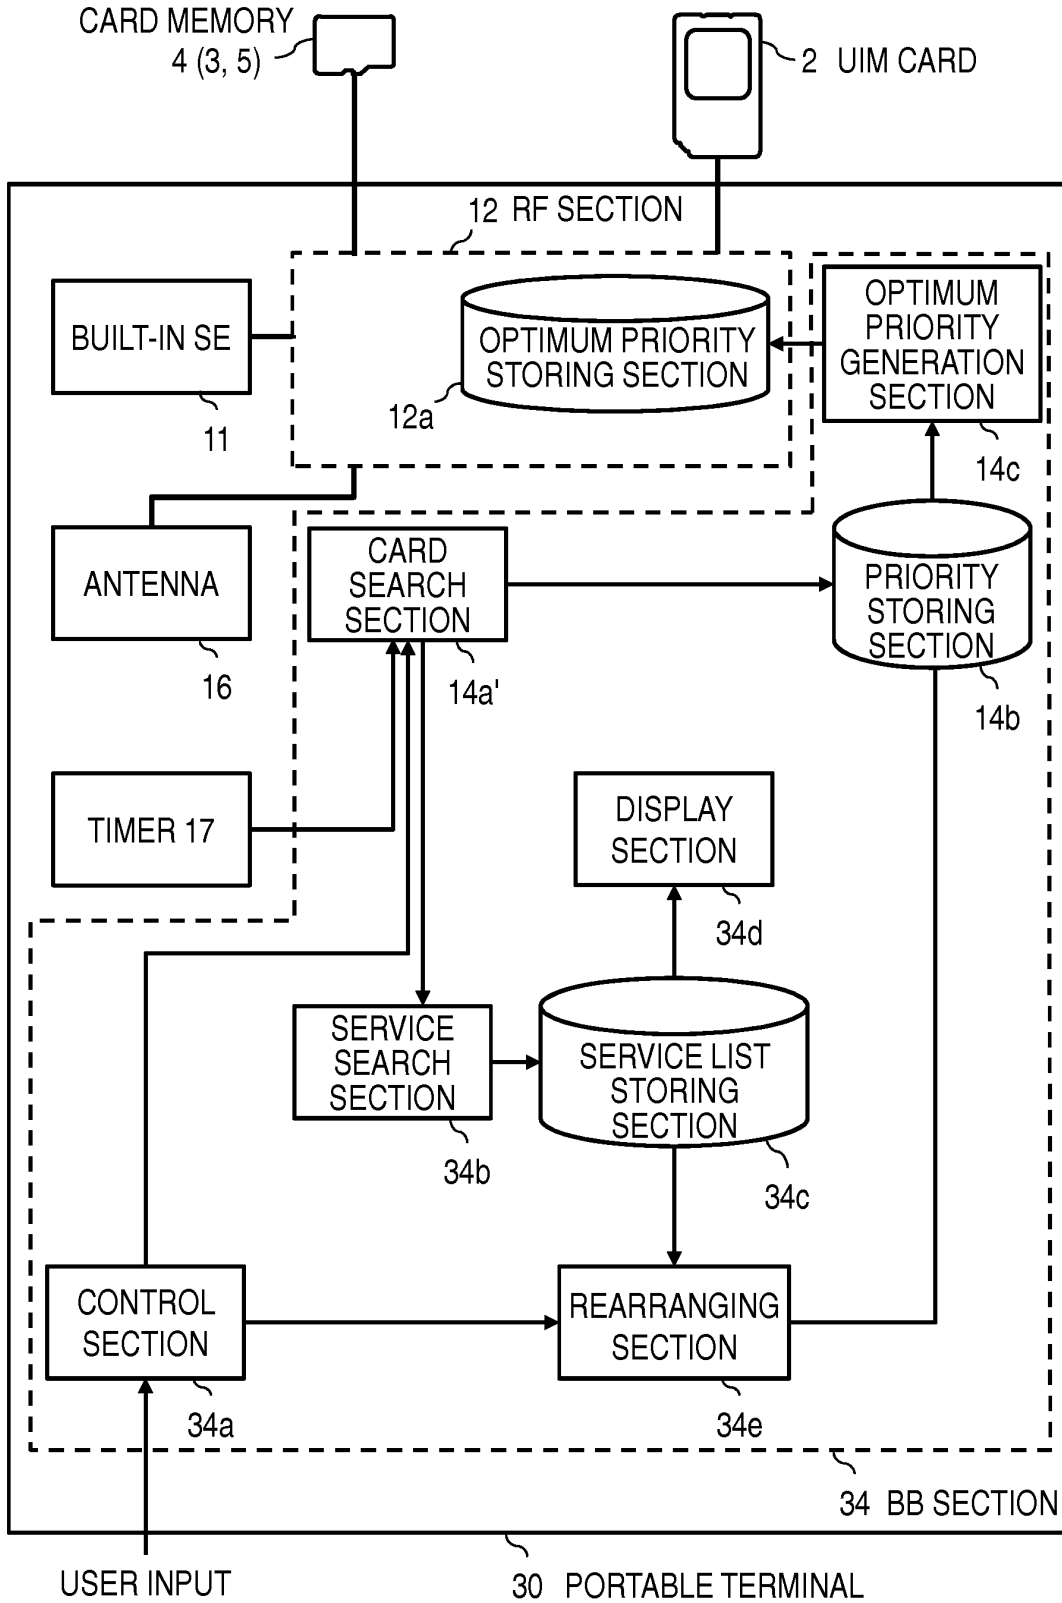 CARD MEMORY
4 (3, 5)
2 UIM CARD
12 RF SECTION
BUILT-IN SE
11
OPTIMUM PRIORITY
STORING SECTION
12a
OPTIMUM
PRIORITY
GENERATION
SECTION
14c
ANTENNA
16
CARD
SEARCH
SECTION
14a'
PRIORITY
STORING
SECTION
14b
TIMER 17
DISPLAY
SECTION
34d
SERVICE
SEARCH
SECTION
34b
SERVICE LIST
STORING
SECTION
34c
CONTROL
SECTION
34a
REARRANGING
SECTION
34e
34 BB SECTION
USER INPUT
30 PORTABLE TERMINAL